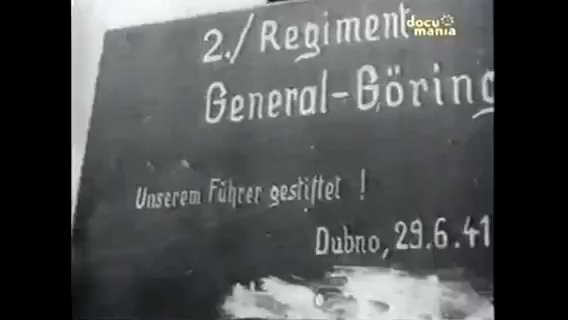 docu
mania
2./Regiment
General-Göring
Unserem Führer gestiftet !
Dubno, 29.6.41